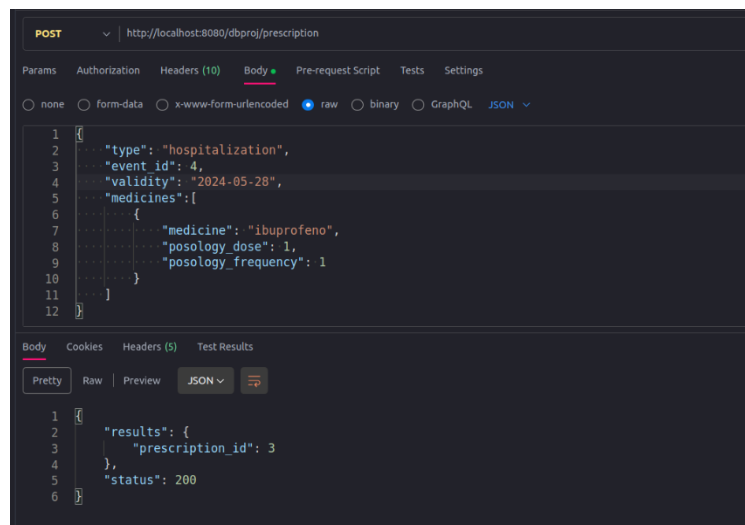 POST http://localhost:8080/dbproj/prescription
Params Authorization Headers (10) Body Pre-request Script Tests Settings
none form-data x-www-form-urlencoded raw binary GraphQL JSON
1 {
2 "type": "hospitalization",
3 "event_id": 4,
4 "validity": "2024-05-28",
5 "medicines":[
6 {
7 "medicine": "ibuprofeno",
8 "posology_dose": 1,
9 "posology_frequency": 1
10 }
11 ]
12 }
Body Cookies Headers (5) Test Results
Pretty Raw Preview JSON
1 {
2 "results": {
3 "prescription_id": 3
4 },
5 "status": 200
6 }